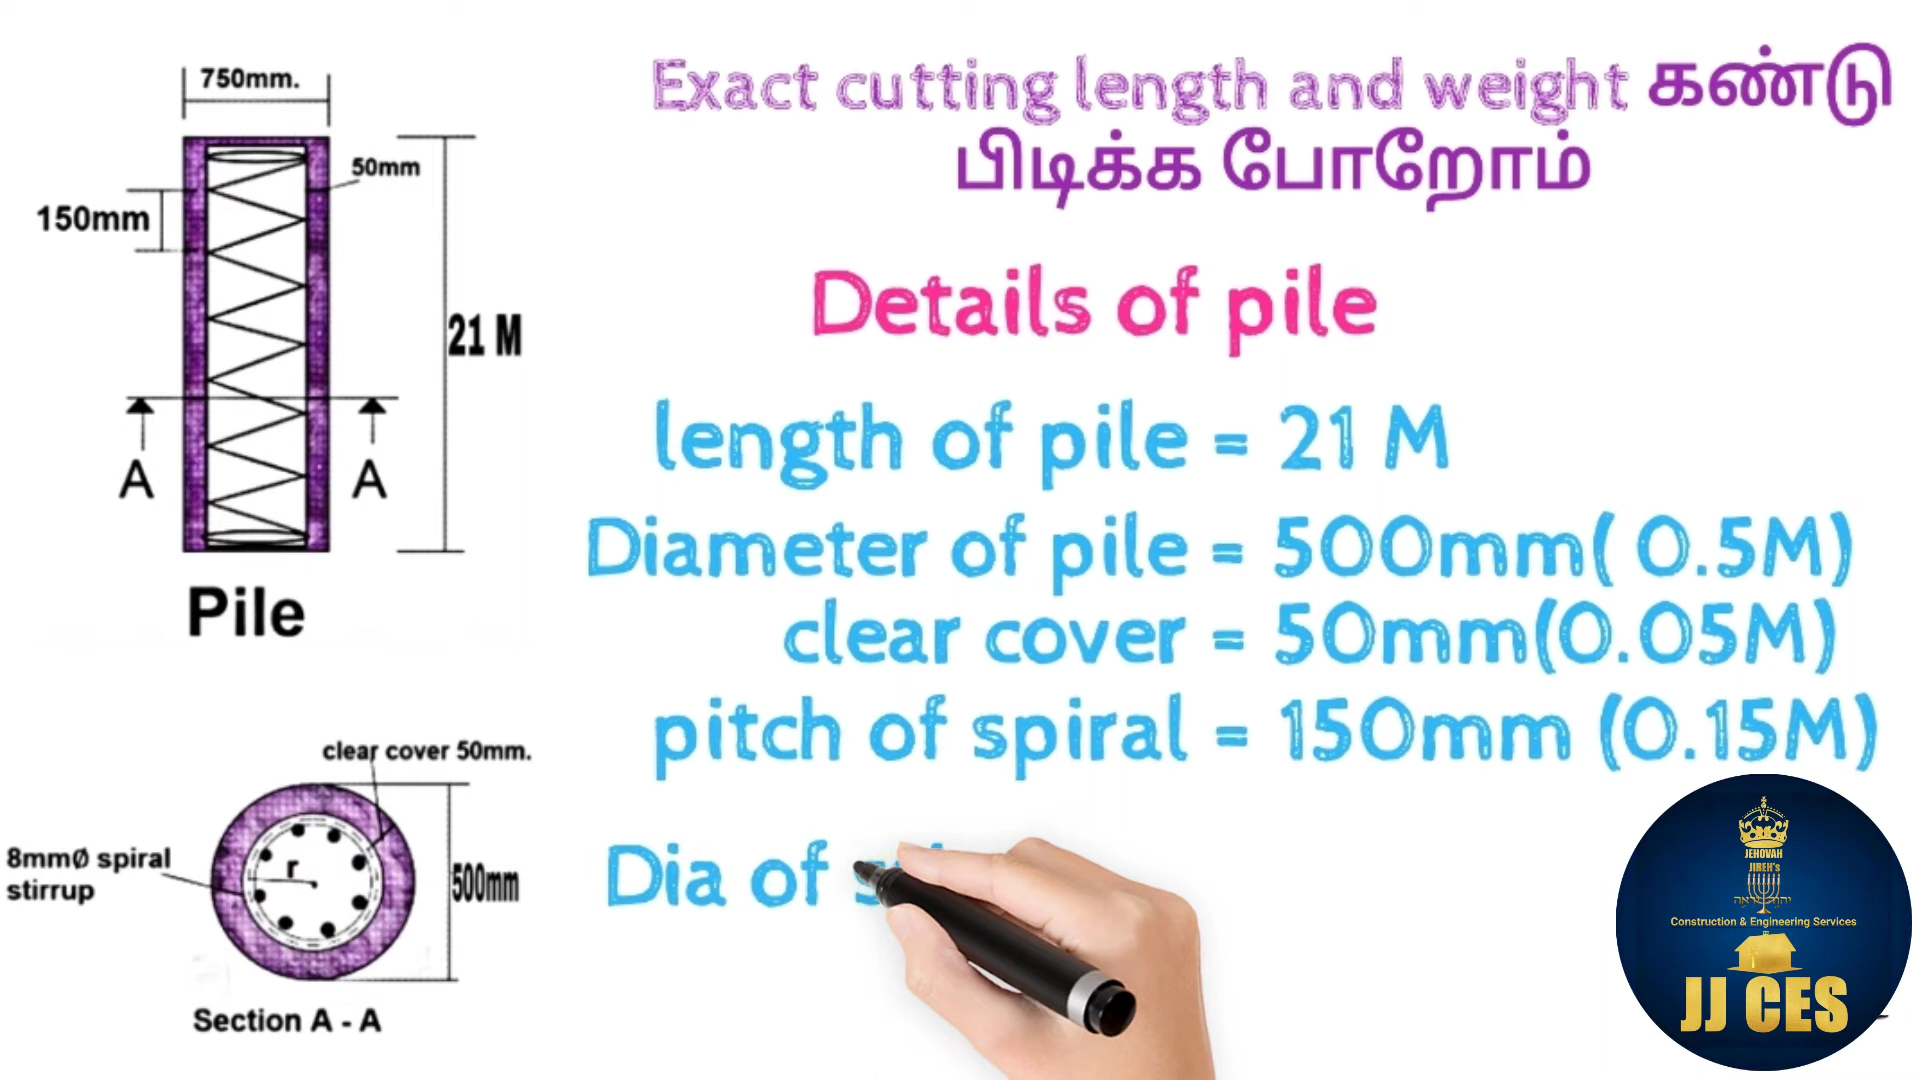 Exact cutting length and weight கண்டு
பிடிக்க போறோம்
Details of pile
length of pile = 21 M
Diameter of pile = 500mm( 0.5M)
clear cover = 50mm(0.05M)
pitch of spiral = 150mm (0.15M)
Dia of
750mm.
50mm
150mm
21 M
A
A
Pile
clear cover 50mm.
8mmØ spiral
stirrup
r
500mm
Section A - A
JEHOVAH
JIREH's
Construction & Engineering Services
JJ CES